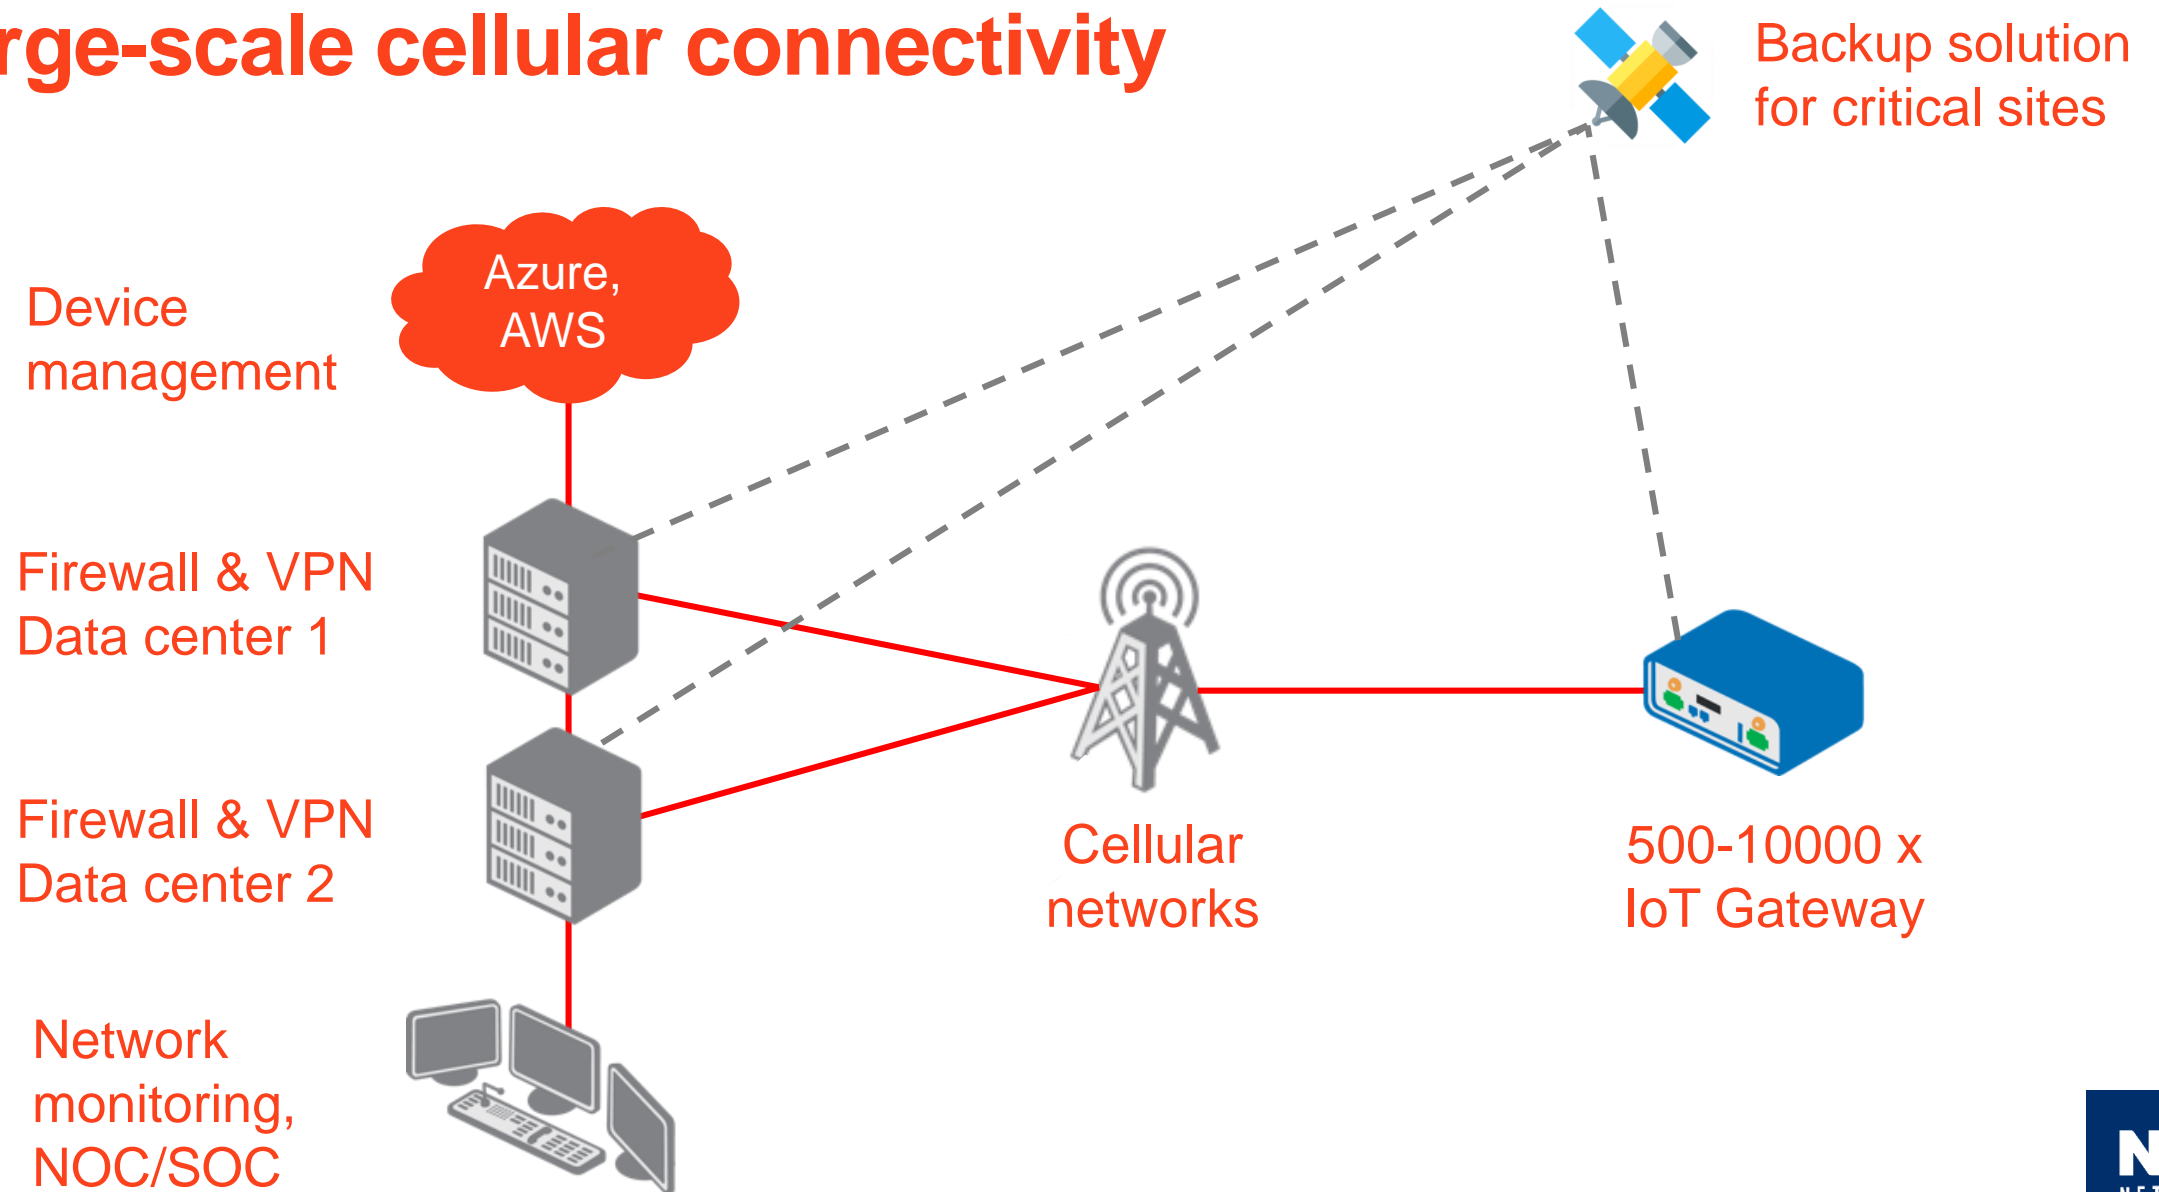 rge-scale cellular connectivity
Backup solution
for critical sites
Azure,
AWS
Device
management
Firewall & VPN
Data center 1
Firewall & VPN
Data center 2
Cellular
networks
500-10000 x
IoT Gateway
Network
monitoring,
NOC/SOC